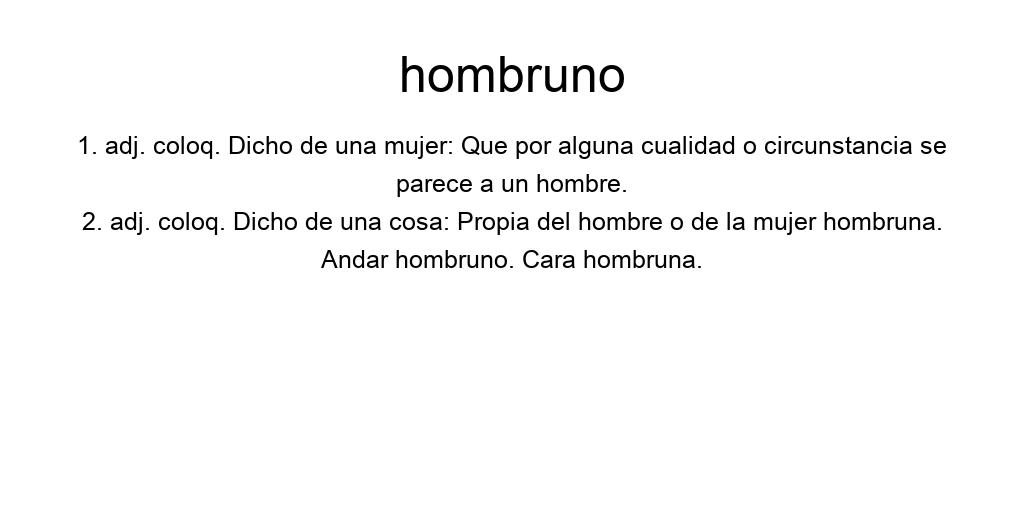 hombruno
1. adj. coloq. Dicho de una mujer: Que por alguna cualidad o circunstancia se
parece a un hombre.
2. adj. coloq. Dicho de una cosa: Propia del hombre o de la mujer hombruna.
Andar hombruno. Cara hombruna.